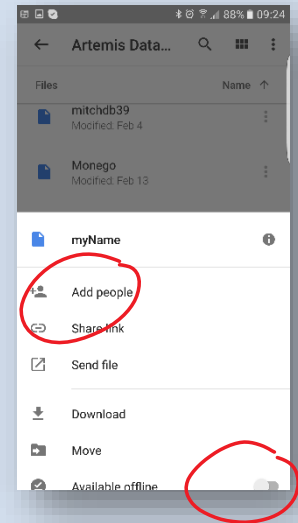 88% 09:24
Artemis Data...
Files Name
mitchdb39
Modified: Feb 4
Monego
Modified: Feb 13
myName
Add people
Share link
Send file
Download
Move
Available offline